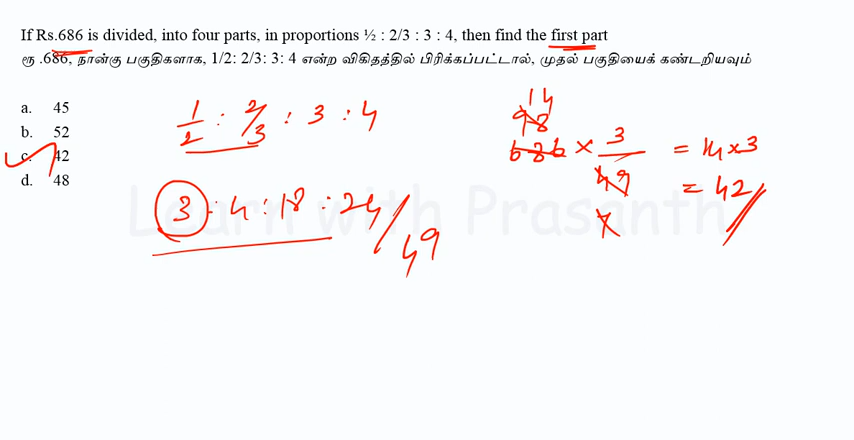 If Rs.686 is divided, into four parts, in proportions ½ : 2/3 : 3 : 4, then find the first part
ரூ .686, நான்கு பகுதிகளாக, 1/2: 2/3: 3: 4 என்ற விகிதத்தில் பிரிக்கப்பட்டால், முதல் பகுதியைக் கண்டறியவும்
a. 45
b. 52
c. 42
d. 48
1/2 : 2/3 : 3 : 4
3 : 4 : 18 : 24 / 49
14
98
686 × 3/49 = 14 × 3
7
= 42
Learn with Prasanth